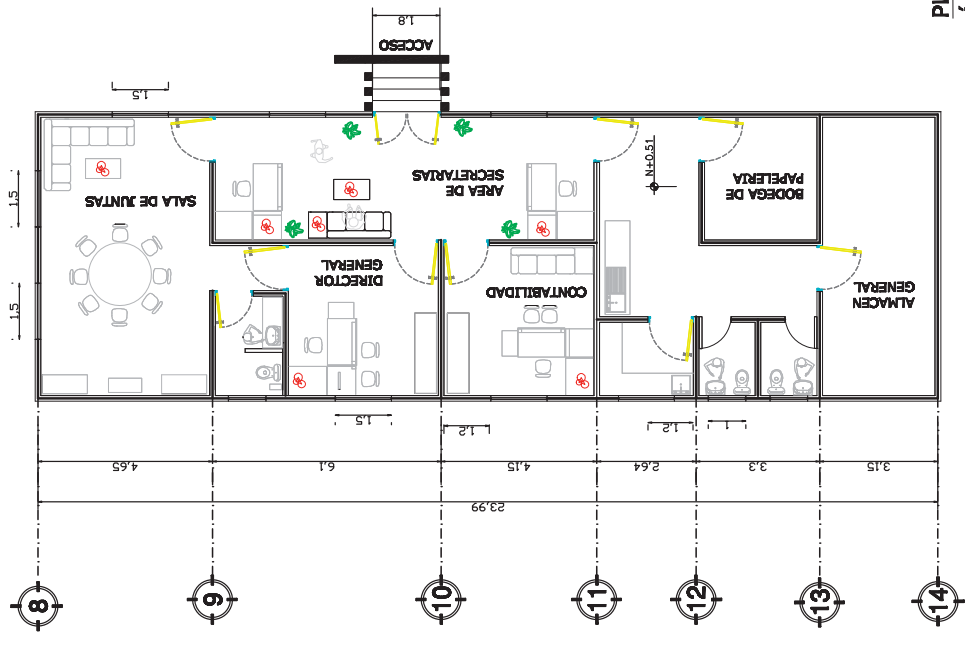 PL
1,8
ACCESO
1,5
N+0.51
1,5
SALA DE JUNTAS
AREA DE
SECRETARIAS
BODEGA DE
PAPELERIA
DIRECTOR
GENERAL
CONTABILIDAD
ALMACEN
GENERAL
1,5
1,5
1,2
1,2
1
4,65
6,1
4,15
2,64
3,3
3,15
23,99
8
9
10
11
12
13
14